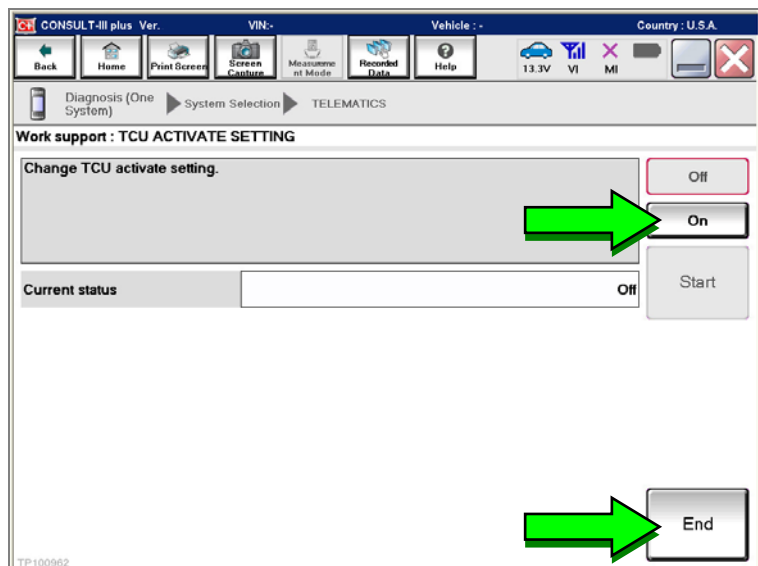 CONSULT-III plus Ver. VIN:- Vehicle : - Country : U.S.A.
Back Home Print Screen Screen Capture Measureme nt Mode Recorded Data Help 13.3V VI MI
Diagnosis (One System) System Selection TELEMATICS
Work support : TCU ACTIVATE SETTING
Change TCU activate setting.
Off
On
Current status Off
Start
End
TP100962